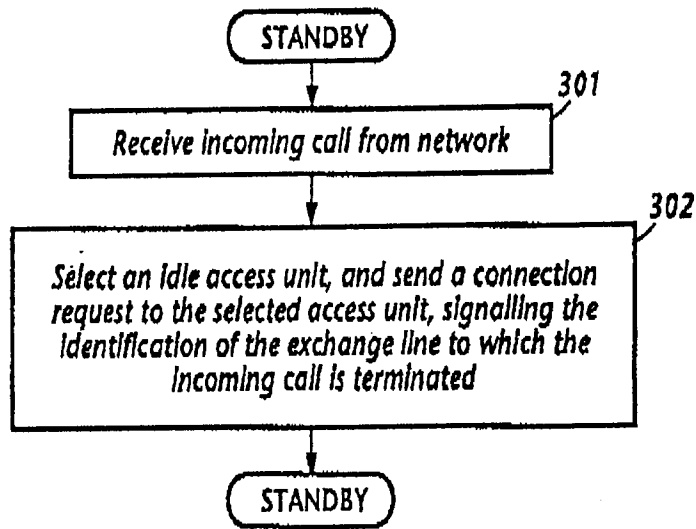 STANDBY
301
Receive incoming call from network
302
Select an idle access unit, and send a connection
request to the selected access unit, signalling the
identification of the exchange line to which the
incoming call is terminated
STANDBY